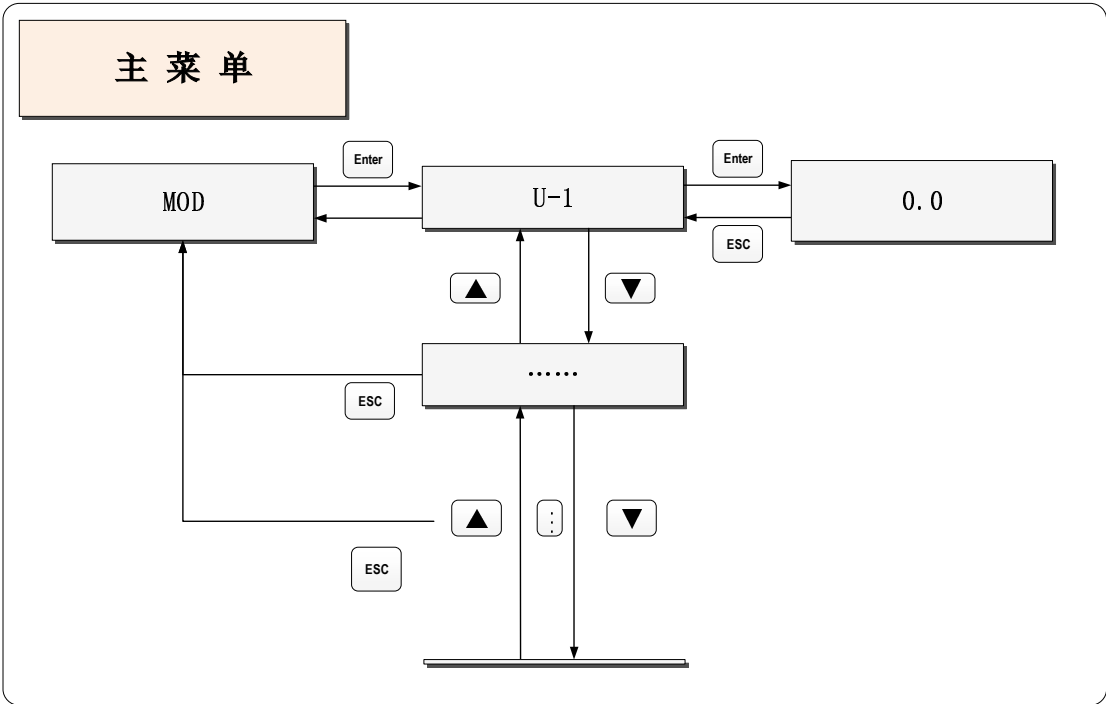 主 菜 单
Enter
Enter
MOD
U-1
0.0
ESC
▲
▼
……
ESC
▲
⋮
▼
ESC